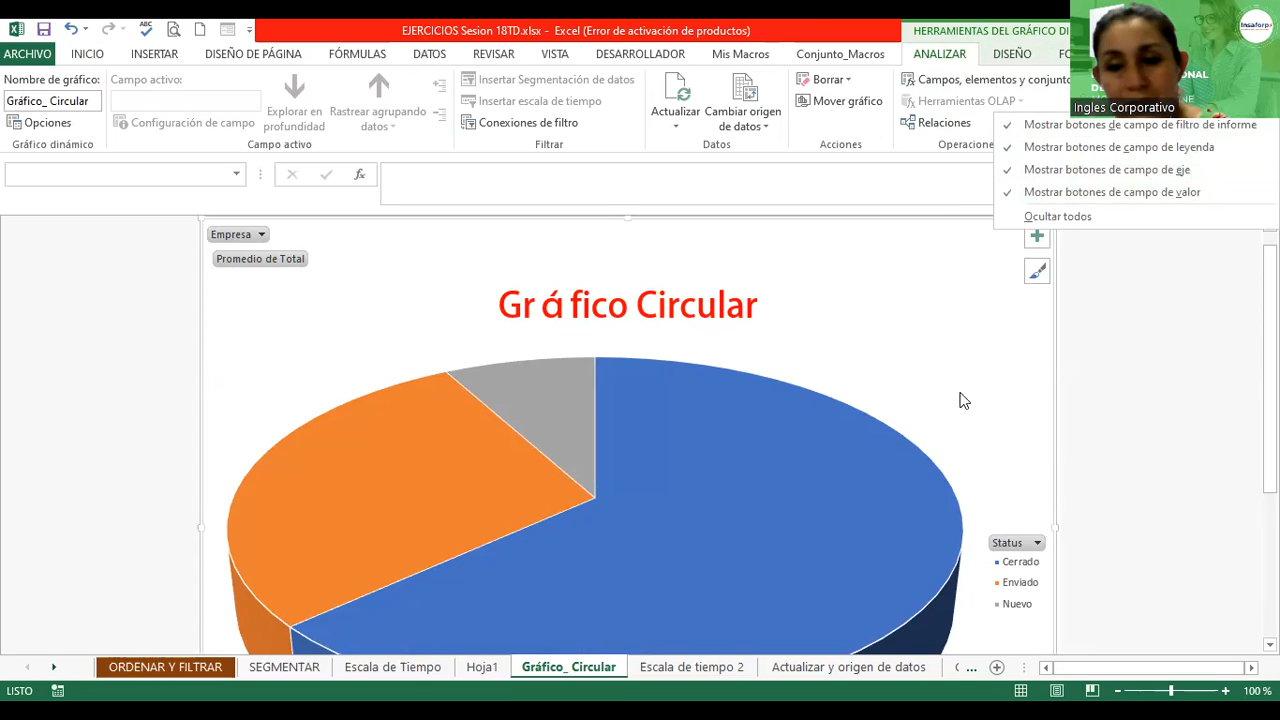 EJERCICIOS Sesion 18TD.xlsx - Excel (Error de activación de productos)
HERRAMIENTAS DEL GRÁFICO DI
ARCHIVO INICIO INSERTAR DISEÑO DE PÁGINA FÓRMULAS DATOS REVISAR VISTA DESARROLLADOR Mis Macros Conjunto_Macros ANALIZAR DISEÑO
Nombre de gráfico:
Gráfico_ Circular
Opciones
Gráfico dinámico
Campo activo:
Configuración de campo
Explorar en profundidad
Rastrear agrupando datos
Campo activo
Insertar Segmentación de datos
Insertar escala de tiempo
Conexiones de filtro
Filtrar
Actualizar
Cambiar origen de datos
Datos
Borrar
Mover gráfico
Acciones
Campos, elementos y conjunto
Herramientas OLAP
Relaciones
Insaforp
Ingles Corporativo
Mostrar botones de campo de filtro de informe
Mostrar botones de campo de leyenda
Mostrar botones de campo de eje
Mostrar botones de campo de valor
Ocultar todos
fx
Empresa
Promedio de Total
Gr á fico Circular
Status
Cerrado
Enviado
Nuevo
ORDENAR Y FILTRAR SEGMENTAR Escala de Tiempo Hoja1 Gráfico_ Circular Escala de tiempo 2 Actualizar y origen de datos ...
LISTO
100 %